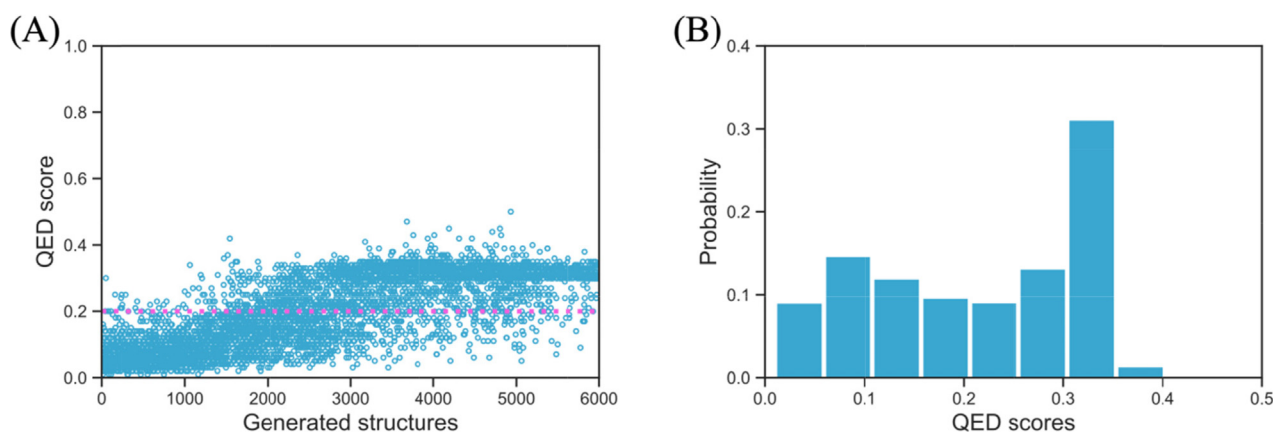 (A)
1.0
0.8
0.6
0.4
0.2
0.0
QED score
0 1000 2000 3000 4000 5000 6000
Generated structures
(B)
0.4
0.3
0.2
0.1
0.0
Probability
0.0 0.1 0.2 0.3 0.4 0.5
QED scores